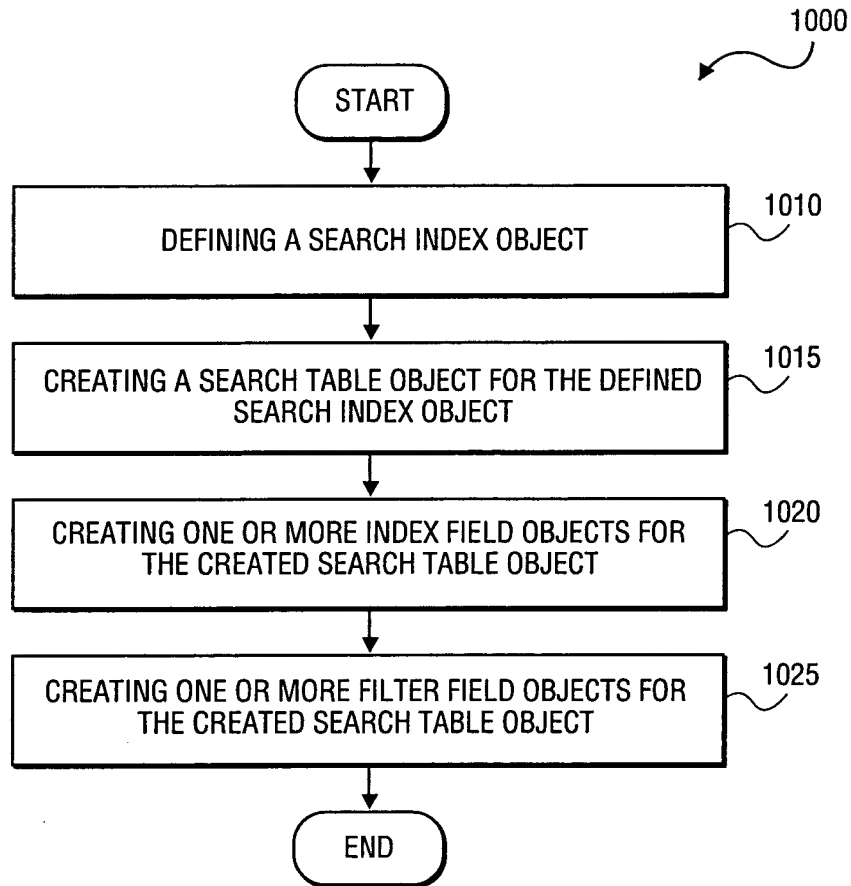 1000
START
DEFINING A SEARCH INDEX OBJECT
1010
CREATING A SEARCH TABLE OBJECT FOR THE DEFINED
SEARCH INDEX OBJECT
1015
CREATING ONE OR MORE INDEX FIELD OBJECTS FOR
THE CREATED SEARCH TABLE OBJECT
1020
CREATING ONE OR MORE FILTER FIELD OBJECTS FOR
THE CREATED SEARCH TABLE OBJECT
1025
END